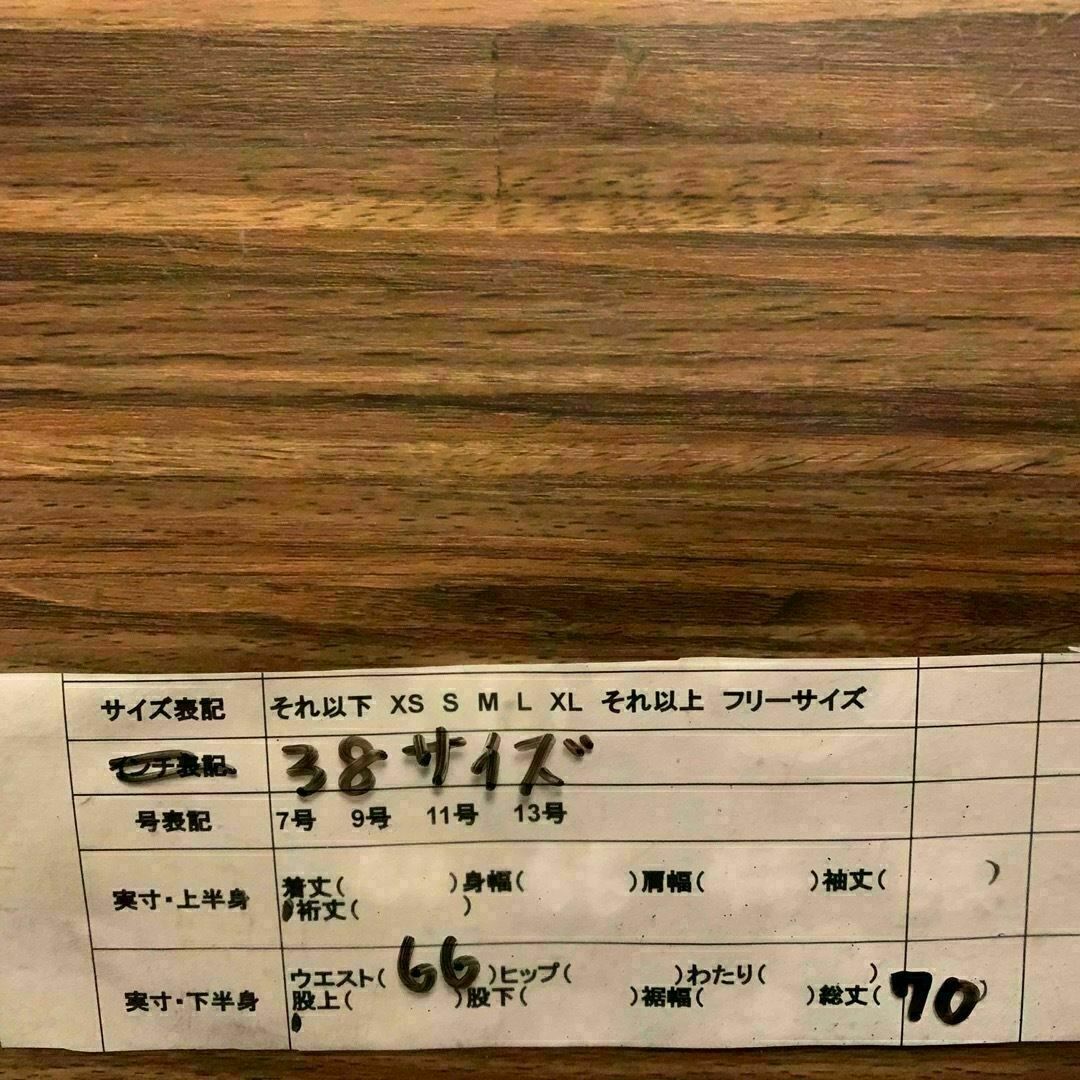 サイズ表記 それ以下 XS S M L XL それ以上 フリーサイズ
インチ表記 38サイズ
号表記 7号 9号 11号 13号
実寸・上半身 着丈( )身幅( )肩幅( )袖丈( )
裄丈( )
実寸・下半身 ウエスト(66)ヒップ( )わたり( )
股上( )股下( )裾幅( )総丈(70)